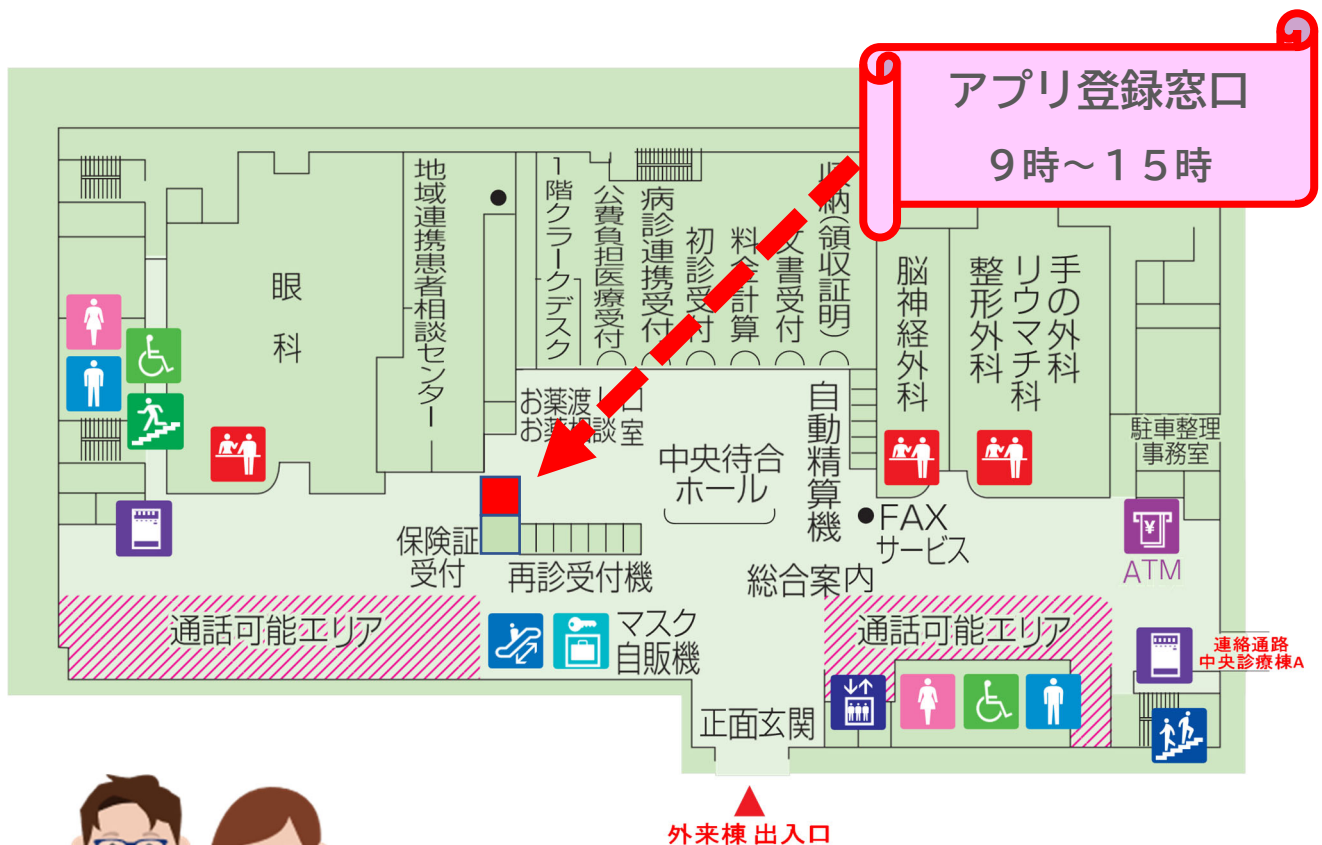 アプリ登録窓口
9時～15時
眼科
地域連携患者相談センター
1階クラークデスク
公費負担医療受付
病診連携受付
初診受付
料金計算
文書受付
収納(領収証明)
脳神経外科
整形外科
リウマチ科
手の外科
お薬渡し口
お薬相談室
中央待合
ホール
自動精算機
駐車整理
事務室
FAX
サービス
¥
ATM
保険証
受付
再診受付機
総合案内
通話可能エリア
マスク
自販機
通話可能エリア
連絡通路
中央診療棟A
正面玄関
外来棟 出入口